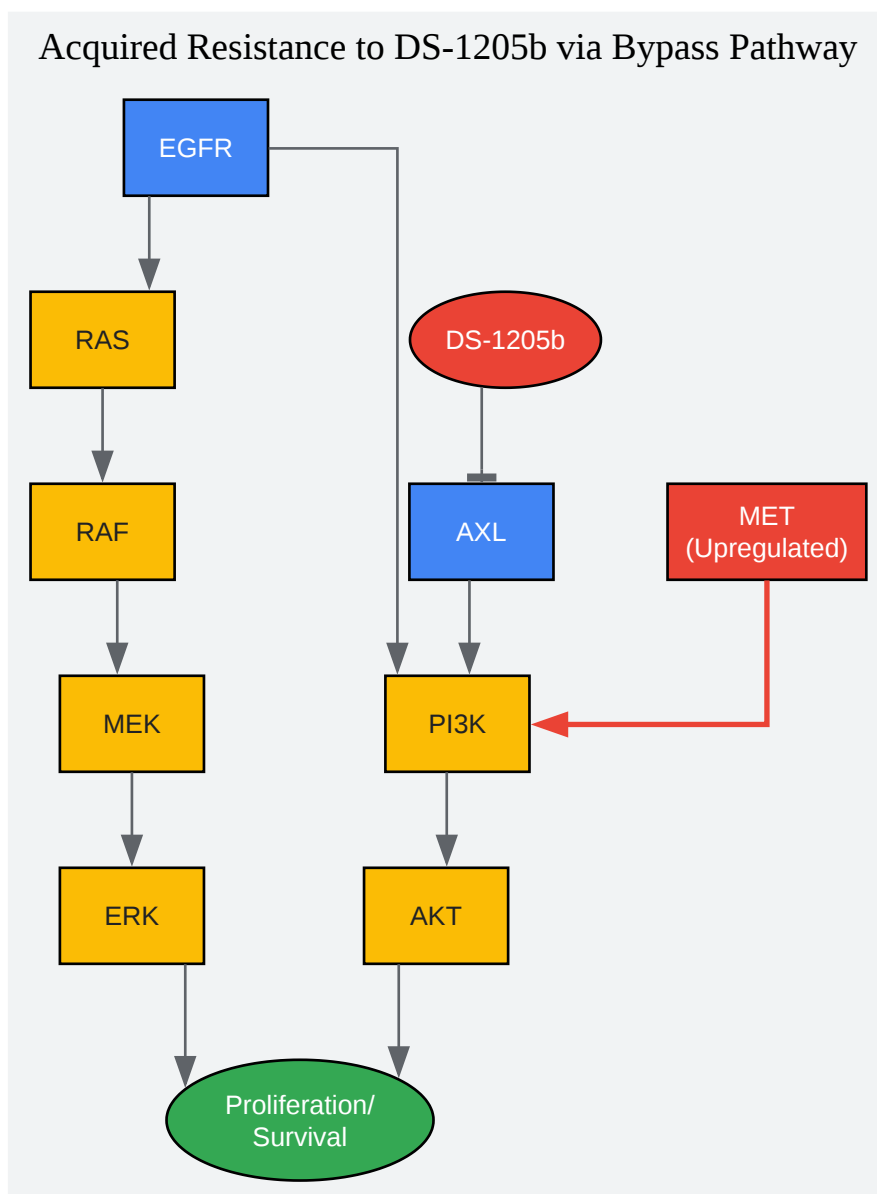 Acquired Resistance to DS-1205b via Bypass Pathway
EGFR
RAS
DS-1205b
RAF
AXL
MET
(Upregulated)
MEK
PI3K
ERK
AKT
Proliferation/
Survival